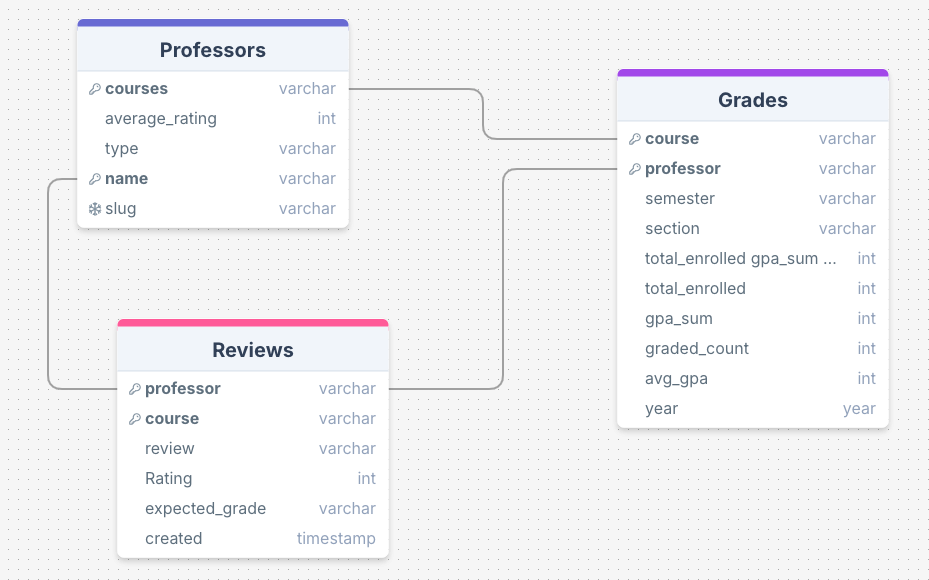 Professors
courses varchar
average_rating int
type varchar
name varchar
slug varchar
Grades
course varchar
professor varchar
semester varchar
section varchar
total_enrolled gpa_sum ... int
total_enrolled int
gpa_sum int
graded_count int
avg_gpa int
year year
Reviews
professor varchar
course varchar
review varchar
Rating int
expected_grade varchar
created timestamp